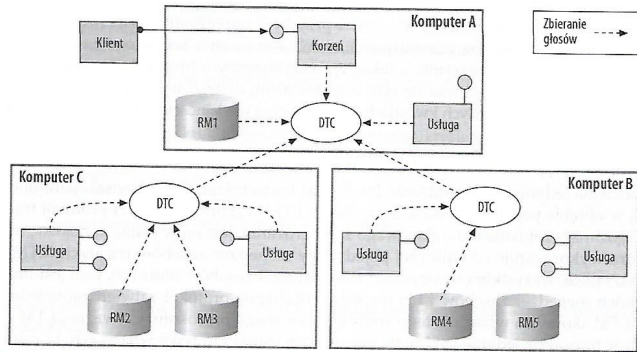 Komputer A
Klient
Korzeń
Zbieranie
głosów
RM1
DTC
Usługa
Komputer C
DTC
Usługa
Usługa
RM2
RM3
Komputer B
DTC
Usługa
Usługa
RM4
RM5